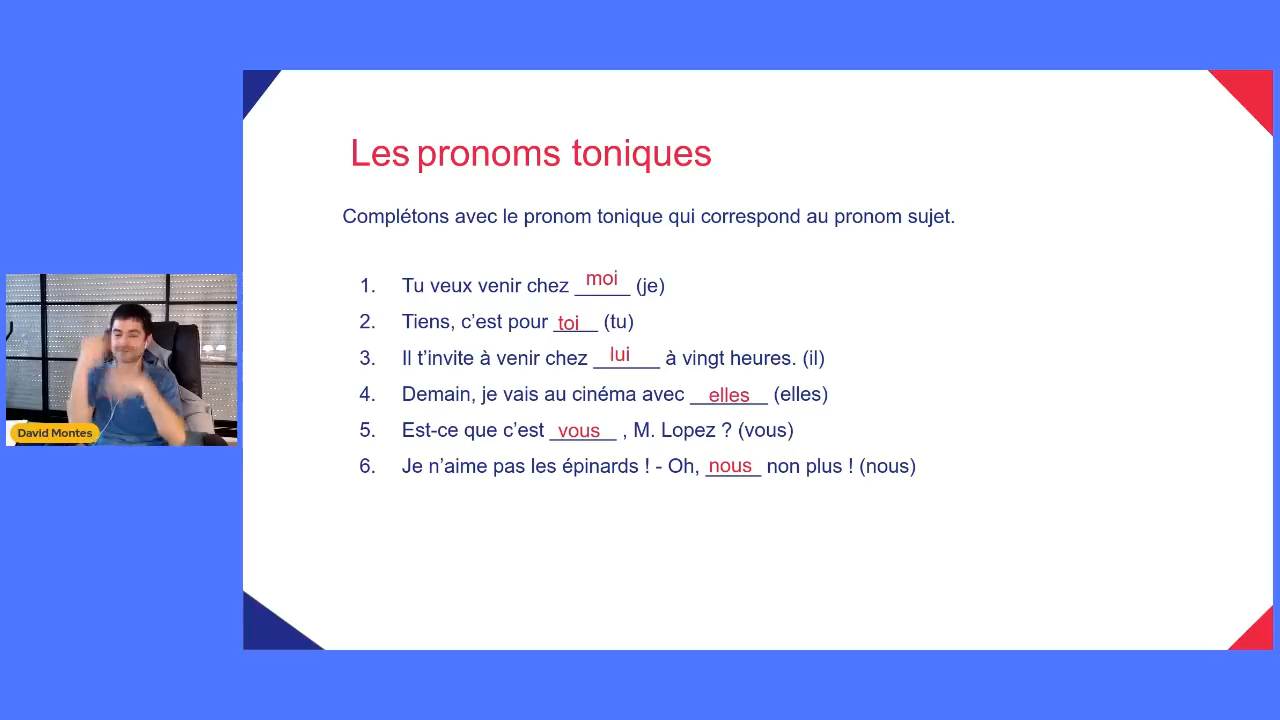 Les pronoms toniques
Complétons avec le pronom tonique qui correspond au pronom sujet.
1. Tu veux venir chez moi (je)
2. Tiens, c’est pour toi (tu)
3. Il t’invite à venir chez lui à vingt heures. (il)
4. Demain, je vais au cinéma avec elles (elles)
5. Est-ce que c’est vous , M. Lopez ? (vous)
6. Je n’aime pas les épinards ! - Oh, nous non plus ! (nous)
David Montes